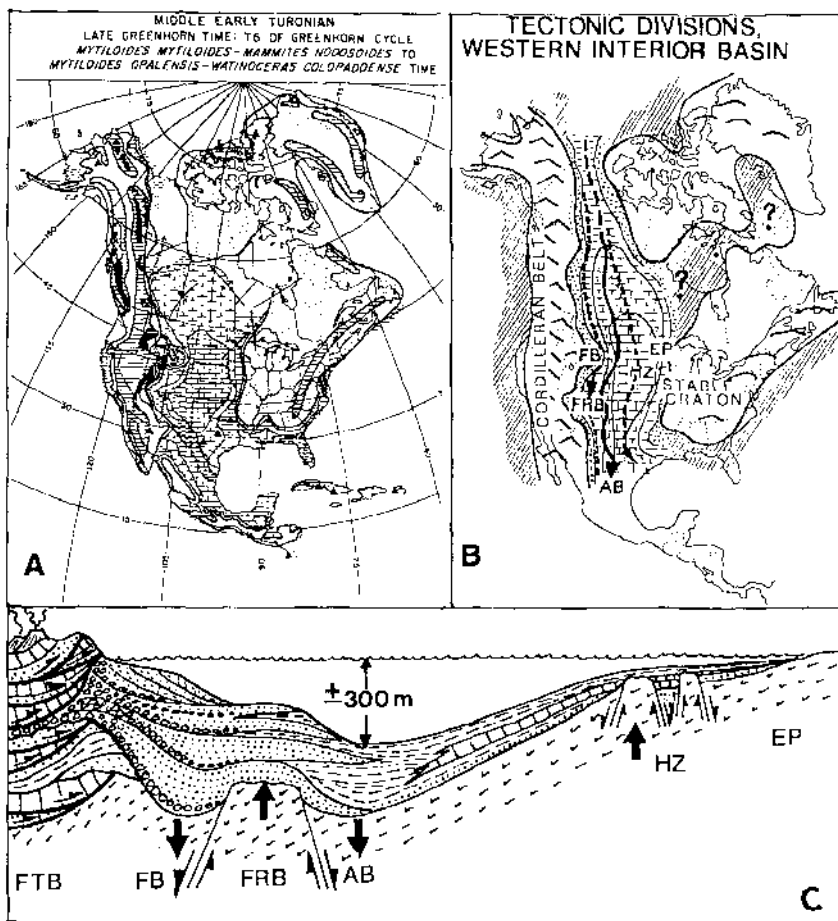 MIDDLE EARLY TURONIAN
LATE GREENHORN TIME: T6 OF GREENHORN CYCLE
MYTILOIDES MYTILOIDES-MAMMITES NODOSOIDES TO
MYTILOIDES OPALENSIS-WATINOCERAS COLOPADDENSE TIME
A
TECTONIC DIVISIONS,
WESTERN INTERIOR BASIN
?
?
CORDILLERAN BELT
FB
EP
HZ
FRB
STABLE
CRATON
AB
B
±300m
EP
HZ
FTB
FB
FRB
AB
C